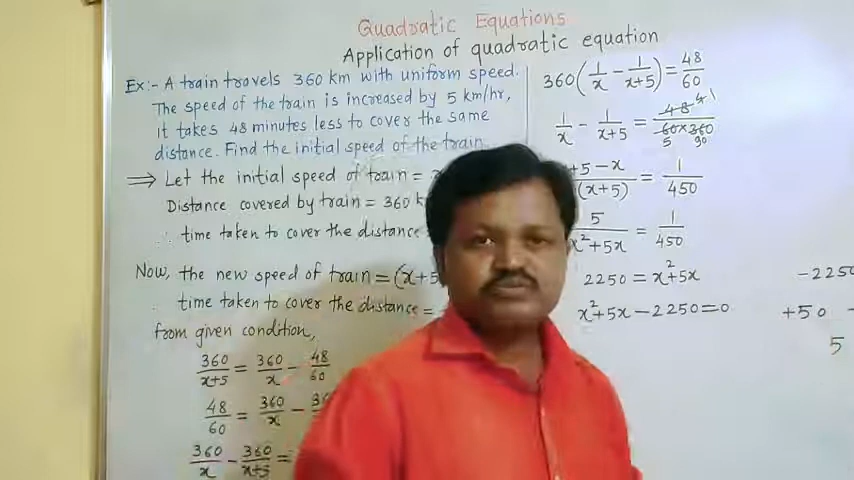 Quadratic Equations
Application of quadratic equation
Ex:- A train travels 360 km with uniform speed.
The speed of the train is increased by 5 km/hr,
it takes 48 minutes less to cover the same
distance. Find the initial speed of the train.
⇒ Let the initial speed of train =
Distance covered by train = 360
∴ time taken to cover the distance
Now, the new speed of train = (x+5
time taken to cover the distance =
from given condition,
360/x+5 = 360/x - 48/60
48/60 = 360/x -
360/x - 360/x+5 =
360(1/x - 1/(x+5)) = 48/60
1/x - 1/x+5 = 48/60×360
4 1
5 90
+5-x/(x+5) = 1/450
5/x²+5x = 1/450
2250 = x²+5x
x²+5x-2250=0
-2250
+50 -
5